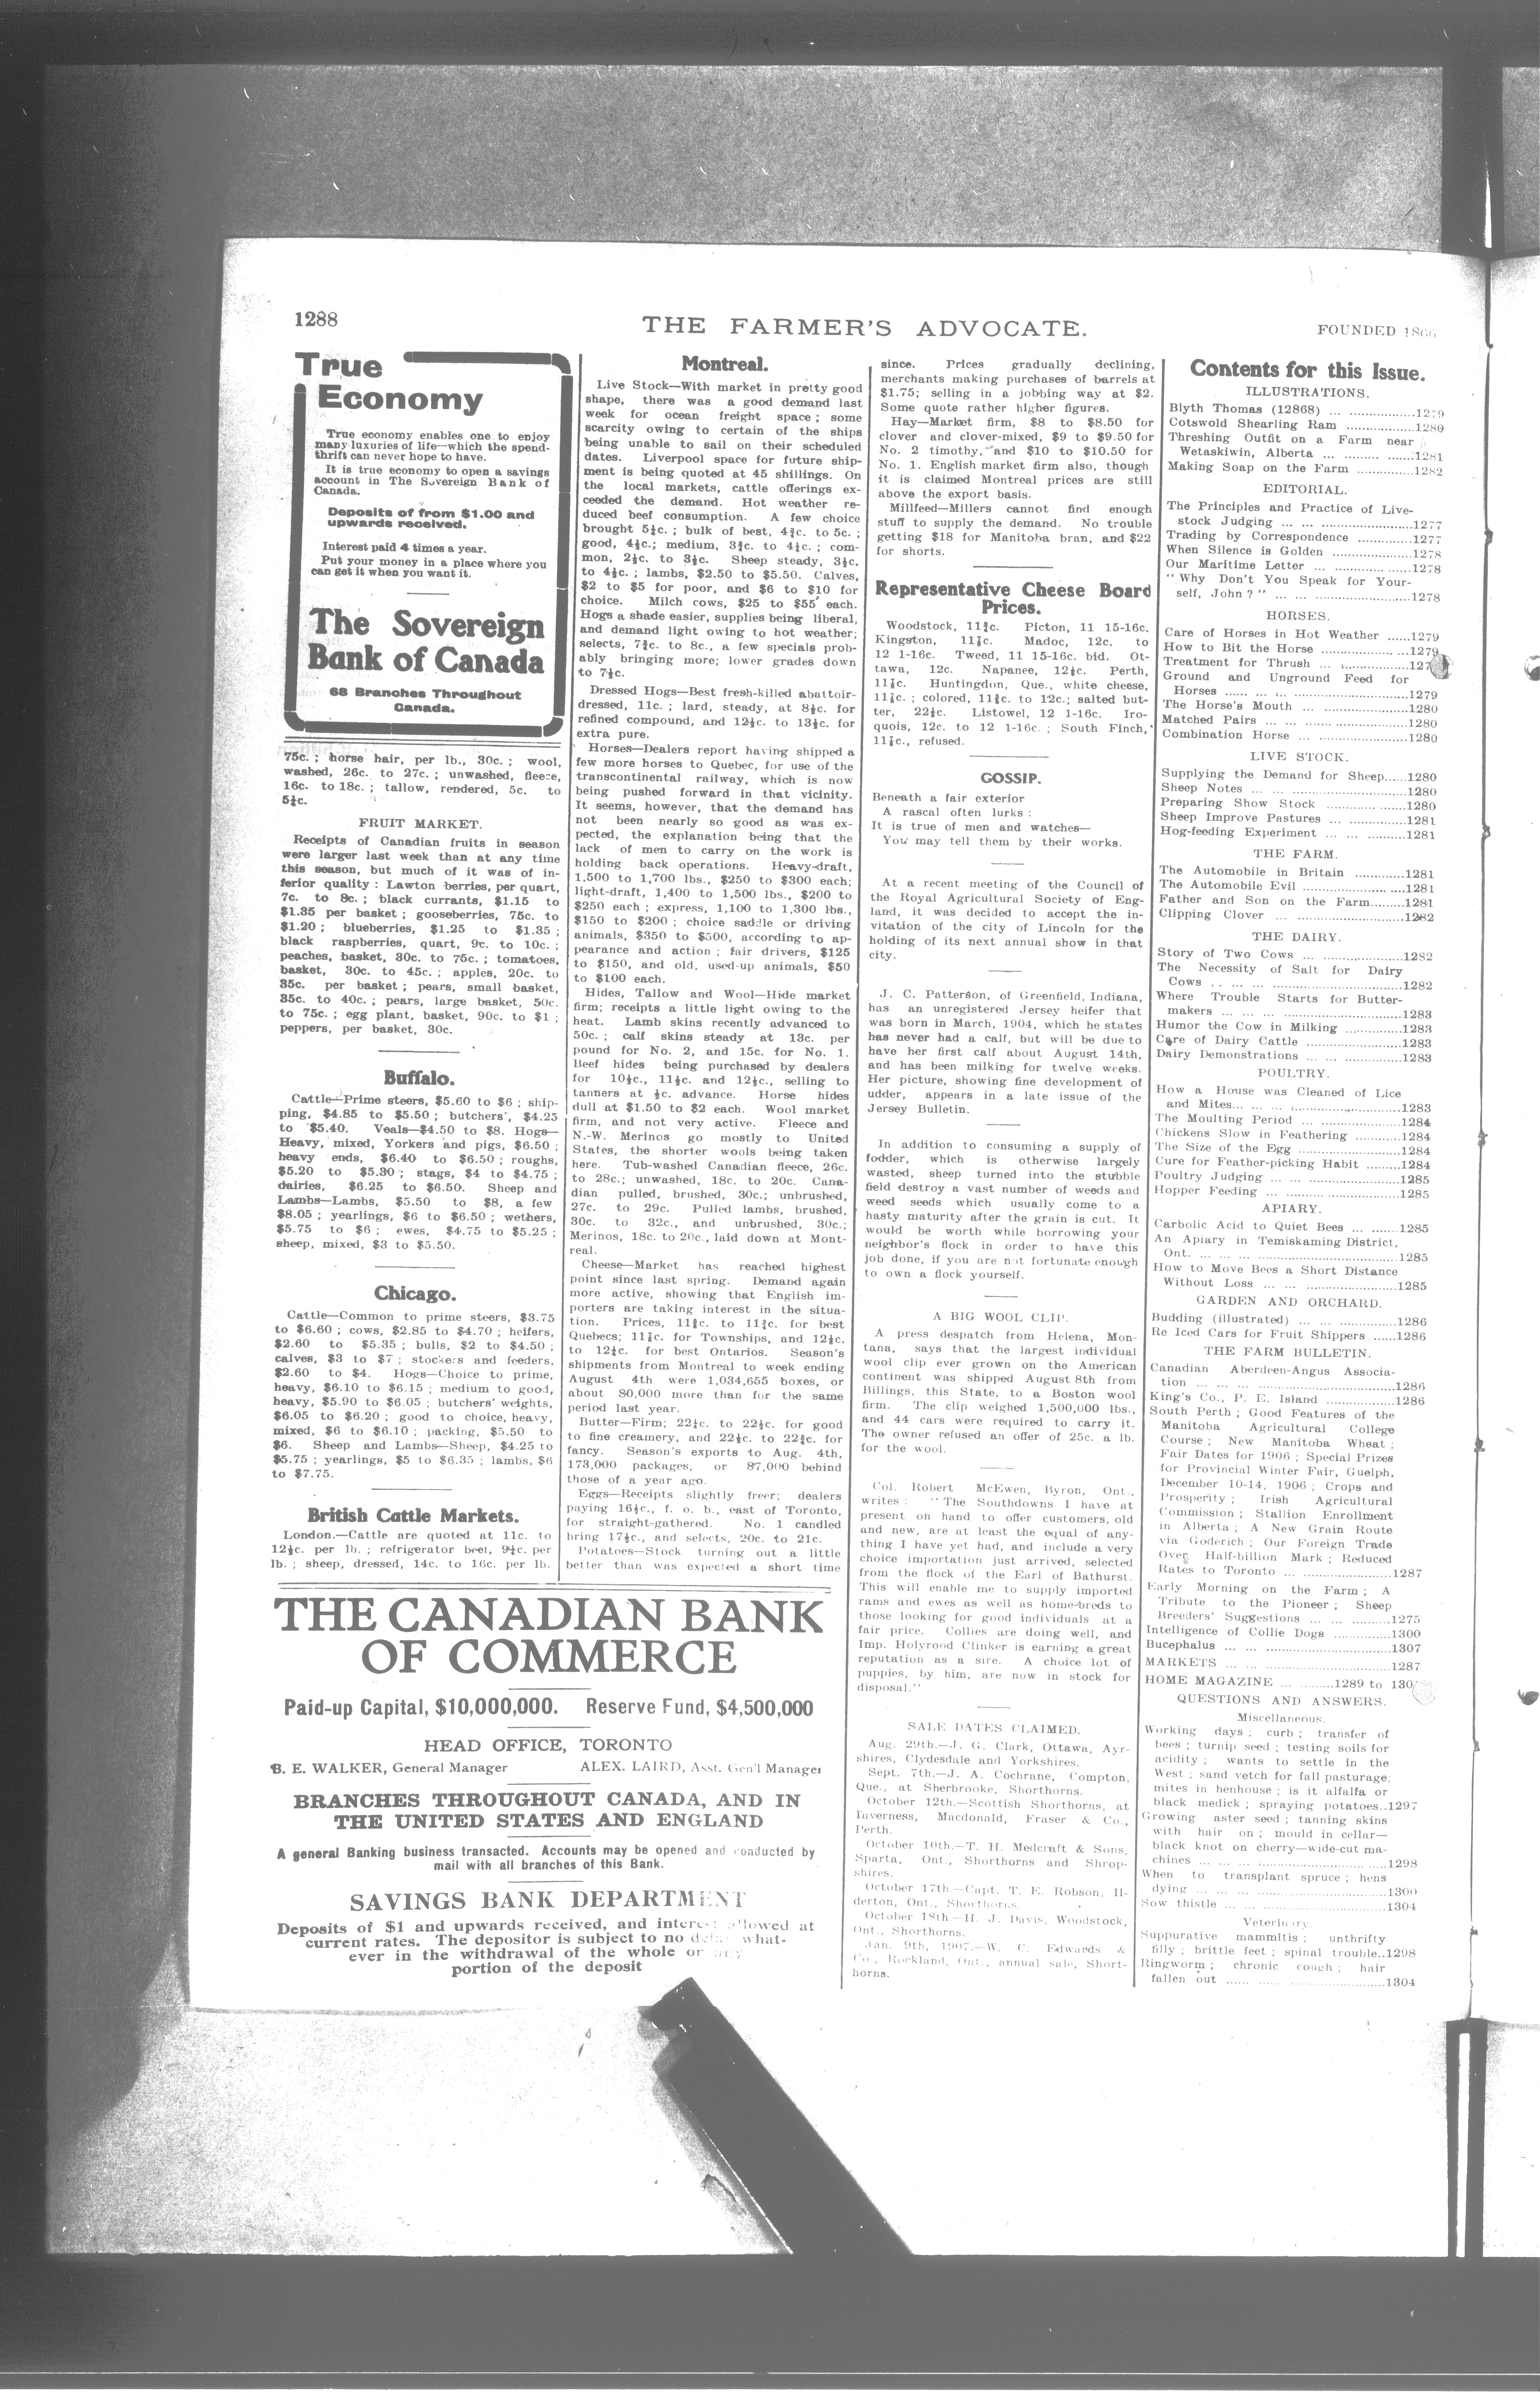 1288
THE FARMER'S ADVOCATE.
FOUNDED 1866
True
Economy
True economy enables one to enjoy
many luxuries of life—which the spend-
thrift can never hope to have.
It is true economy to open a savings
account in The Sovereign Bank of
Canada.
Deposits of from $1.00 and
upwards received.
Interest paid 4 times a year.
Put your money in a place where you
can get it when you want it.
The Sovereign
Bank of Canada
68 Branches Throughout
Canada.
75c. ; horse hair, per lb., 30c. ; wool,
washed, 26c. to 27c. ; unwashed, fleece,
16c. to 18c. ; tallow, rendered, 5c. to
5¼c.
FRUIT MARKET.
Receipts of Canadian fruits in season
were larger last week than at any time
this season, but much of it was of in-
ferior quality : Lawton berries, per quart,
7c. to 8c. ; black currants, $1.15 to
$1.35 per basket ; gooseberries, 75c. to
$1.20 ; blueberries, $1.25 to $1.35 ;
black raspberries, quart, 9c. to 10c. ;
peaches, basket, 30c. to 75c. ; tomatoes,
basket, 30c. to 45c. ; apples, 20c. to
35c. per basket ; pears, small basket,
35c. to 40c. ; pears, large basket, 50c.
to 75c. ; egg plant, basket, 90c. to $1 ;
peppers, per basket, 30c.
Buffalo.
Cattle—Prime steers, $5.60 to $6 ; ship-
ping, $4.85 to $5.50 ; butchers', $4.25
to $5.40. Veals—$4.50 to $8. Hogs—
Heavy, mixed, Yorkers and pigs, $6.50 ;
heavy ends, $6.40 to $6.50 ; roughs,
$5.20 to $5.30 ; stags, $4 to $4.75 ;
dairies, $6.25 to $6.50. Sheep and
Lambs—Lambs, $5.50 to $8, a few
$8.05 ; yearlings, $6 to $6.50 ; wethers,
$5.75 to $6 ; ewes, $4.75 to $5.25 ;
sheep, mixed, $3 to $5.50.
Chicago.
Cattle—Common to prime steers, $3.75
to $6.60 ; cows, $2.85 to $4.70 ; heifers,
$2.60 to $5.35 ; bulls, $2 to $4.50 ;
calves, $3 to $7 ; stockers and feeders,
$2.60 to $4. Hogs—Choice to prime,
heavy, $6.10 to $6.15 ; medium to good,
heavy, $5.90 to $6.05 ; butchers' weights,
$6.05 to $6.20 ; good to choice, heavy,
mixed, $6 to $6.10 ; packing, $5.50 to
$6. Sheep and Lambs—Sheep, $4.25 to
$5.75 ; yearlings, $5 to $6.35 ; lambs, $6
to $7.75.
British Cattle Markets.
London.—Cattle are quoted at 11c. to
per lb. ; refrigerator beef, per
lb. ; sheep, dressed, 14c. to 16c. per lb.
THE CANADIAN BANK
OF COMMERCE
Paid-up Capital, $10,000,000. Reserve Fund, $4,500,000
HEAD OFFICE, TORONTO
B. E. WALKER, General Manager ALEX. LAIRD, Asst. Gen'l Manager
BRANCHES THROUGHOUT CANADA, AND IN
THE UNITED STATES AND ENGLAND
A general Banking business transacted. Accounts may be opened and conducted by
mail with all branches of this Bank.
SAVINGS BANK DEPARTMENT
Deposits of $1 and upwards received, and interest allowed at
current rates. The depositor is subject to no delay what-
ever in the withdrawal of the whole or any
portion of the deposit
Montreal.
Live Stock—With market in pretty good
shape, there was a good demand last
week for ocean freight space ; some
scarcity owing to certain of the ships
being unable to sail on their scheduled
dates. Liverpool space for future ship-
ment is being quoted at 45 shillings. On
the local markets, cattle offerings ex-
ceeded the demand. Hot weather re-
duced beef consumption. A few choice
brought ; bulk of best, to 5c. ;
good, ; medium, to ; com-
mon, to Sheep steady,
to ; lambs, $2.50 to $5.50. Calves,
$2 to $5 for poor, and $6 to $10 for
choice. Milch cows, $25 to $55 each.
Hogs a shade easier, supplies being liberal,
and demand light owing to hot weather;
selects, to 8c., a few specials prob-
ably bringing more; lower grades down
to
Dressed Hogs—Best fresh-killed abattoir-
dressed, 11c. ; lard, steady, at for
refined compound, and to for
extra pure.
Horses—Dealers report having shipped a
few more horses to Quebec, for use of the
transcontinental railway, which is now
being pushed forward in that vicinity.
It seems, however, that the demand has
not been nearly so good as was ex-
pected, the explanation being that the
lack of men to carry on the work is
holding back operations. Heavy-draft,
1,500 to 1,700 lbs., $250 to $300 each;
light-draft, 1,400 to 1,500 lbs., $200 to
$250 each ; express, 1,100 to 1,300 lbs.,
$150 to $200 ; choice saddle or driving
animals, $350 to $500, according to ap-
pearance and action ; fair drivers, $125
to $150, and old, used-up animals, $50
to $100 each.
Hides, Tallow and Wool—Hide market
firm; receipts a little light owing to the
heat. Lamb skins recently advanced to
50c. ; calf skins steady at 13c. per
pound for No. 2, and 15c. for No. 1.
Beef hides being purchased by dealers
for and selling to
tanners at advance. Horse hides
dull at $1.50 to $2 each. Wool market
firm, and not very active. Fleece and
N.-W. Merinos go mostly to United
States, the shorter wools being taken
here. Tub-washed Canadian fleece, 26c.
to 28c.; unwashed, 18c. to 20c. Cana-
dian pulled, brushed, 30c.; unbrushed,
27c. to 29c. Pulled lambs, brushed,
30c. to 32c., and unbrushed, 30c.;
Merinos, 18c. to 20c., laid down at Mont-
real.
Cheese—Market has reached highest
point since last spring. Demand again
more active, showing that English im-
porters are taking interest in the situa-
tion. Prices, to for best
Quebecs; for Townships, and
to for best Ontarios. Season's
shipments from Montreal to week ending
August 4th were 1,034,655 boxes, or
about 80,000 more than for the same
period last year.
Butter—Firm; to for good
to fine creamery, and to for
fancy. Season's exports to Aug. 4th,
173,000 packages, or 87,000 behind
those of a year ago.
Eggs—Receipts slightly freer; dealers
paying f. o. b., east of Toronto,
for straight-gathered. No. 1 candled
bring and selects, 20c. to 21c.
Potatoes—Stock turning out a little
better than was expected a short time
since. Prices gradually declining,
merchants making purchases of barrels at
$1.75; selling in a jobbing way at $2.
Some quote rather higher figures.
Hay—Market firm, $8 to $8.50 for
clover and clover-mixed, $9 to $9.50 for
No. 2 timothy, and $10 to $10.50 for
No. 1. English market firm also, though
it is claimed Montreal prices are still
above the export basis.
Millfeed—Millers cannot find enough
stuff to supply the demand. No trouble
getting $18 for Manitoba bran, and $22
for shorts.
Representative Cheese Board
Prices.
Woodstock, Picton, 11 15-16c.
Kingston, Madoc, 12c. to
12 1-16c. Tweed, 11 15-16c. bid. Ot-
tawa, 12c. Napanee, Perth,
Huntingdon, Que., white cheese,
; colored, to 12c.; salted but-
ter, Listowel, 12 1-16c. Iro-
quois, 12c. to 12 1-16c. ; South Finch,
refused.
GOSSIP.
Beneath a fair exterior
A rascal often lurks :
It is true of men and watches—
You may tell them by their works.
At a recent meeting of the Council of
the Royal Agricultural Society of Eng-
land, it was decided to accept the in-
vitation of the city of Lincoln for the
holding of its next annual show in that
city.
J. C. Patterson, of Greenfield, Indiana,
has an unregistered Jersey heifer that
was born in March, 1904, which he states
has never had a calf, but will be due to
have her first calf about August 14th,
and has been milking for twelve weeks.
Her picture, showing fine development of
udder, appears in a late issue of the
Jersey Bulletin.
In addition to consuming a supply of
fodder, which is otherwise largely
wasted, sheep turned into the stubble
field destroy a vast number of weeds and
weed seeds which usually come to a
hasty maturity after the grain is cut. It
would be worth while borrowing your
neighbor's flock in order to have this
job done, if you are not fortunate enough
to own a flock yourself.
A BIG WOOL CLIP.
A press despatch from Helena, Mon-
tana, says that the largest individual
wool clip ever grown on the American
continent was shipped August 8th from
Billings, this State, to a Boston wool
firm. The clip weighed 1,500,000 lbs.,
and 44 cars were required to carry it.
The owner refused an offer of 25c. a lb.
for the wool.
Col. Robert McEwen, Byron, Ont.,
writes : " The Southdowns I have at
present on hand to offer customers, old
and new, are at least the equal of any-
thing I have yet had, and include a very
choice importation just arrived, selected
from the flock of the Earl of Bathurst.
This will enable me to supply imported
rams and ewes as well as home-breds to
those looking for good individuals at a
fair price. Collies are doing well, and
Imp. Holyrood Clinker is earning a great
reputation as a sire. A choice lot of
puppies, by him, are now in stock for
disposal."
SALE DATES CLAIMED.
Aug. 29th.—J. G. Clark, Ottawa, Ayr-
shires, Clydesdale and Yorkshires.
Sept. 7th.—J. A. Cochrane, Compton,
Que., at Sherbrooke, Shorthorns.
October 12th.—Scottish Shorthorns, at
Inverness, Macdonald, Fraser & Co.,
Perth.
October 10th.—T. H. Medcraft & Sons,
Sparta, Ont., Shorthorns and Shrop-
shires.
October 17th.—Capt. T. E. Robson, Il-
derton, Ont., Shorthorns.
October 18th.—H. J. Davis, Woodstock,
Ont., Shorthorns.
Jan. 9th, 1907.—W. C. Edwards &
Co., Rockland, Ont., annual sale, Short-
horns.
Contents for this Issue.
ILLUSTRATIONS.
Blyth Thomas (12868) ... 1279
Cotswold Shearling Ram ... 1280
Threshing Outfit on a Farm near
Wetaskiwin, Alberta ... 1281
Making Soap on the Farm ... 1282
EDITORIAL.
The Principles and Practice of Live-
stock Judging ... 1277
Trading by Correspondence ... 1277
When Silence is Golden ... 1278
Our Maritime Letter ... 1278
" Why Don't You Speak for Your-
self, John ? " ... 1278
HORSES.
Care of Horses in Hot Weather ... 1279
How to Bit the Horse ... 1279
Treatment for Thrush ... 127
Ground and Unground Feed for
Horses ... 1279
The Horse's Mouth ... 1280
Matched Pairs ... 1280
Combination Horse ... 1280
LIVE STOCK.
Supplying the Demand for Sheep ... 1280
Sheep Notes ... 1280
Preparing Show Stock ... 1280
Sheep Improve Pastures ... 1281
Hog-feeding Experiment ... 1281
THE FARM.
The Automobile in Britain ... 1281
The Automobile Evil ... 1281
Father and Son on the Farm ... 1281
Clipping Clover ... 1282
THE DAIRY.
Story of Two Cows ... 1282
The Necessity of Salt for Dairy
Cows ... 1282
Where Trouble Starts for Butter-
makers ... 1283
Humor the Cow in Milking ... 1283
Care of Dairy Cattle ... 1283
Dairy Demonstrations ... 1283
POULTRY.
How a House was Cleaned of Lice
and Mites ... 1283
The Moulting Period ... 1284
Chickens Slow in Feathering ... 1284
The Size of the Egg ... 1284
Cure for Feather-picking Habit ... 1284
Poultry Judging ... 1285
Hopper Feeding ... 1285
APIARY.
Carbolic Acid to Quiet Bees ... 1285
An Apiary in Temiskaming District,
Ont. ... 1285
How to Move Bees a Short Distance
Without Loss ... 1285
GARDEN AND ORCHARD.
Budding (illustrated) ... 1286
Re Iced Cars for Fruit Shippers ... 1286
THE FARM BULLETIN.
Canadian Aberdeen-Angus Associa-
tion ... 1286
King's Co., P. E. Island ... 1286
South Perth ; Good Features of the
Manitoba Agricultural College
Course ; New Manitoba Wheat ;
Fair Dates for 1906 ; Special Prizes
for Provincial Winter Fair, Guelph,
December 10-14, 1906 ; Crops and
Prosperity ; Irish Agricultural
Commission ; Stallion Enrollment
in Alberta ; A New Grain Route
via Goderich ; Our Foreign Trade
Over Half-billion Mark ; Reduced
Rates to Toronto ... 1287
Early Morning on the Farm ; A
Tribute to the Pioneer ; Sheep
Breeders' Suggestions ... 1275
Intelligence of Collie Dogs ... 1300
Bucephalus ... 1307
MARKETS ... 1287
HOME MAGAZINE ... 1289 to 130
QUESTIONS AND ANSWERS.
Miscellaneous.
Working days ; curb ; transfer of
bees ; turnip seed ; testing soils for
acidity ; wants to settle in the
West ; sand vetch for fall pasturage;
mites in henhouse ; is it alfalfa or
black medick ; spraying potatoes..1297
Growing aster seed ; tanning skins
with hair on ; mould in cellar—
black knot on cherry—wide-cut ma-
chines ... 1298
When to transplant spruce ; hens
dying ... 1300
Sow thistle ... 1304
Veterinary.
Suppurative mammitis ; unthrifty
filly ; brittle feet ; spinal trouble..1298
Ringworm ; chronic cough ; hair
fallen out ... 1304